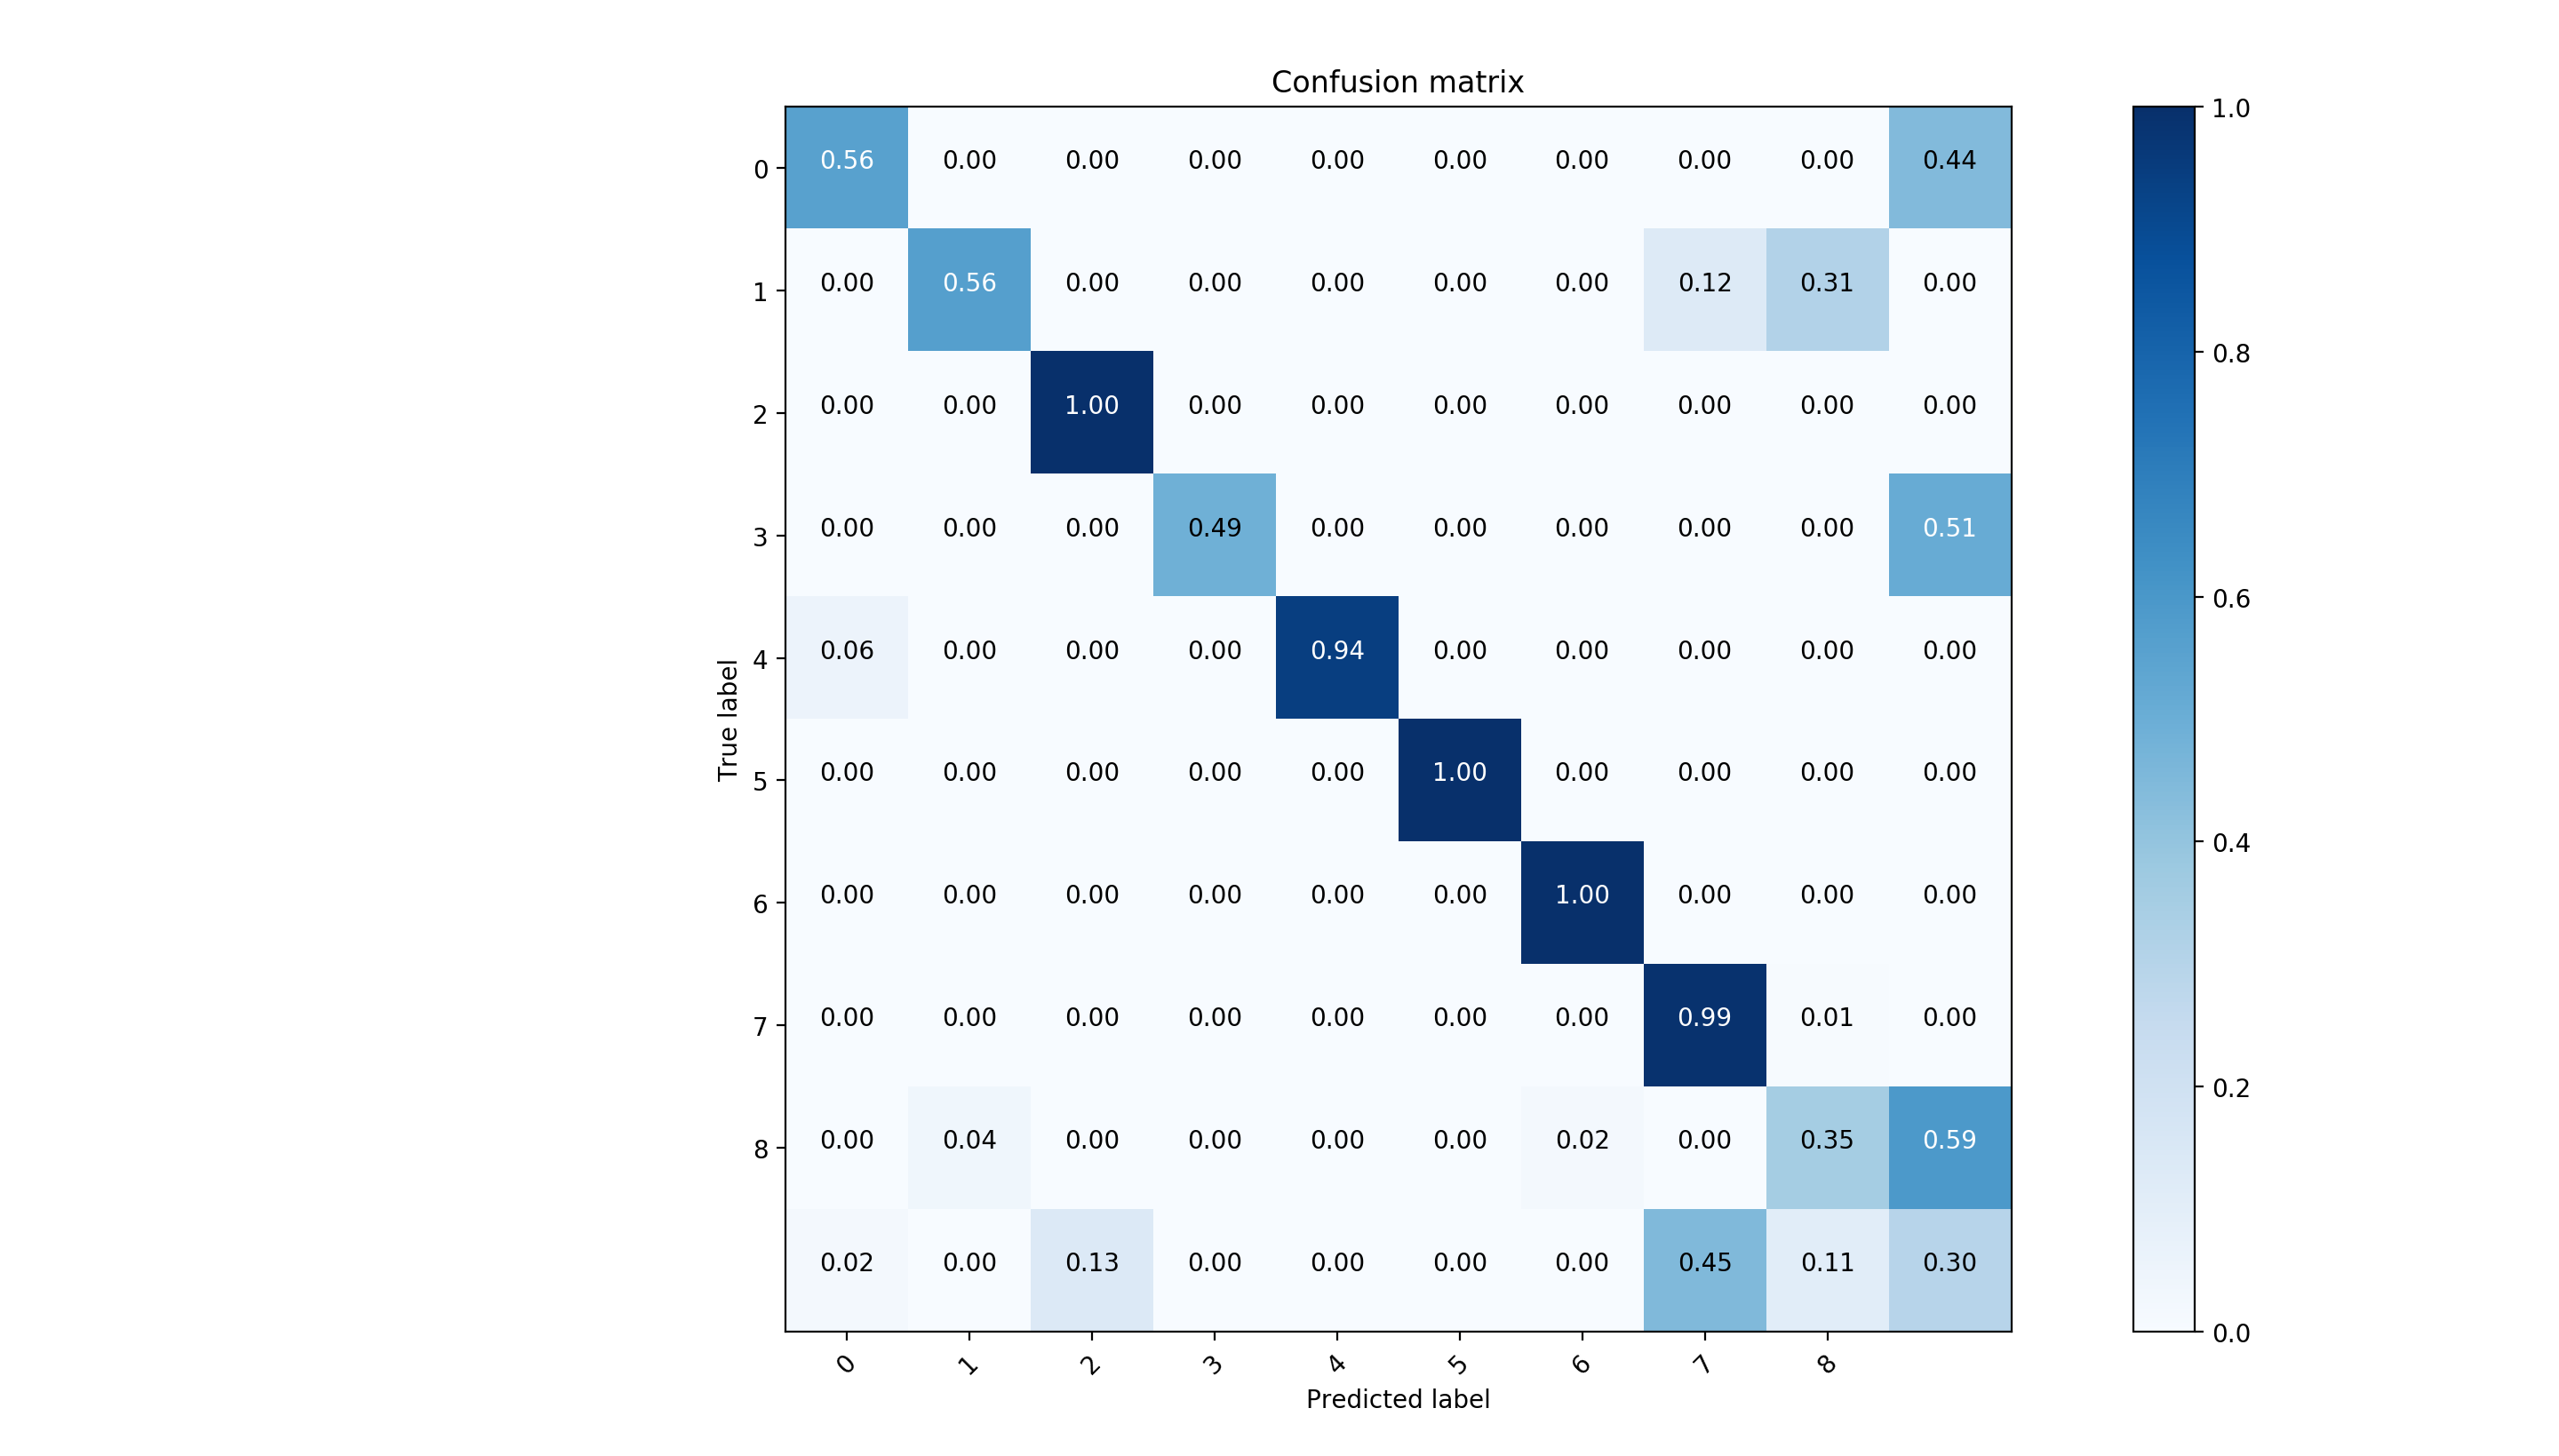 Confusion matrix
0 0.56 0.00 0.00 0.00 0.00 0.00 0.00 0.00 0.00 0.44
1 0.00 0.56 0.00 0.00 0.00 0.00 0.00 0.12 0.31 0.00
2 0.00 0.00 1.00 0.00 0.00 0.00 0.00 0.00 0.00 0.00
3 0.00 0.00 0.00 0.49 0.00 0.00 0.00 0.00 0.00 0.51
4 0.06 0.00 0.00 0.00 0.94 0.00 0.00 0.00 0.00 0.00
5 0.00 0.00 0.00 0.00 0.00 1.00 0.00 0.00 0.00 0.00
6 0.00 0.00 0.00 0.00 0.00 0.00 1.00 0.00 0.00 0.00
7 0.00 0.00 0.00 0.00 0.00 0.00 0.00 0.99 0.01 0.00
8 0.00 0.04 0.00 0.00 0.00 0.00 0.02 0.00 0.35 0.59
0.02 0.00 0.13 0.00 0.00 0.00 0.00 0.45 0.11 0.30
0 1 2 3 4 5 6 7 8
Predicted label
True label
1.0
0.8
0.6
0.4
0.2
0.0